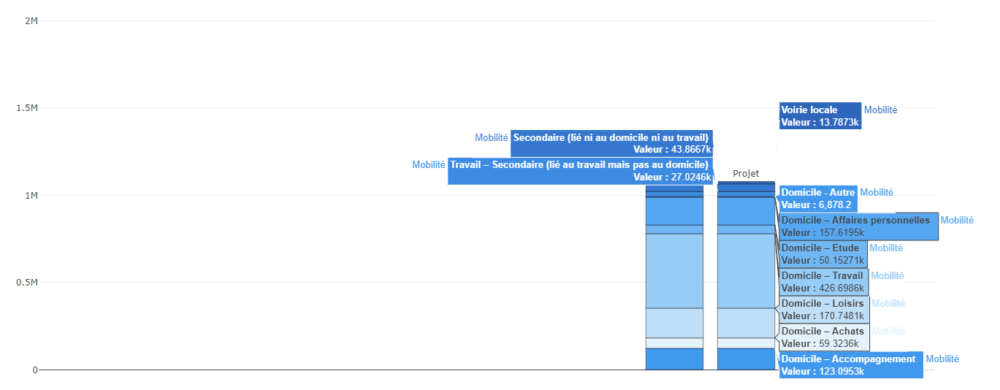 2M
1.5M
Voirie locale Mobilité
Valeur : 13.7873k
Mobilité Secondaire (lié ni au domicile ni au travail)
Valeur : 43.8667k
Mobilité Travail – Secondaire (lié au travail mais pas au domicile)
Valeur : 27.0246k
Projet
1M
Domicile - Autre Mobilité
Valeur : 6,878.2
Domicile – Affaires personnelles Mobilité
Valeur : 157.6195k
Domicile – Etude Mobilité
Valeur : 50.15271k
Domicile – Travail Mobilité
Valeur : 426.6986k
0.5M
Domicile – Loisirs Mobilité
Valeur : 170.7481k
Domicile – Achats Mobilité
Valeur : 59.3236k
Domicile – Accompagnement Mobilité
Valeur : 123.0953k
0